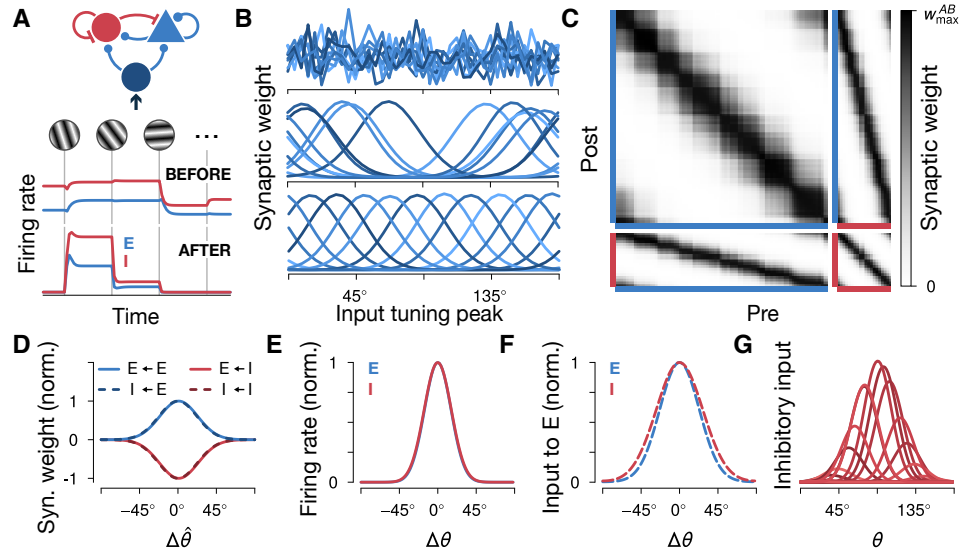 A
BEFORE
AFTER
E
I
Firing rate
Time
B
Synaptic weight
45°
135°
Input tuning peak
C
Post
Pre
w_max^AB
0
Synaptic weight
D
Syn. weight (norm.)
E ← E
E ← I
I ← E
I ← I
1
0
-1
−45°
0°
45°
Δθ̂
E
Firing rate (norm.)
E
I
1
0
−45°
0°
45°
Δθ
F
Input to E (norm.)
E
I
1
0
−45°
0°
45°
Δθ
G
Inhibitory input
45°
135°
θ